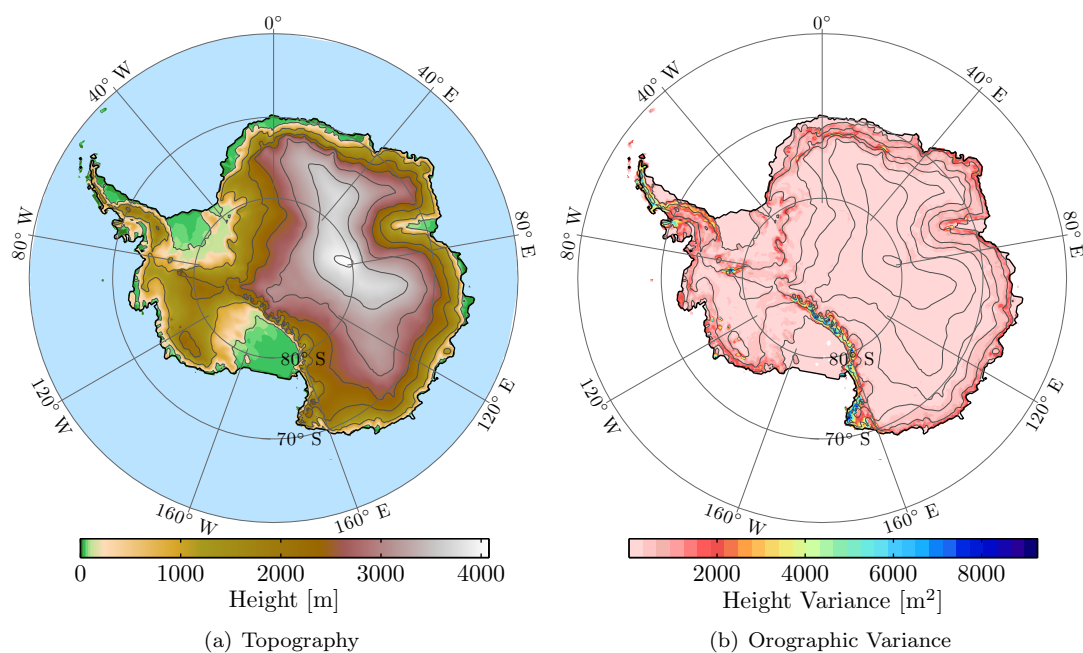 0°
40° W
40° E
80° W
80° E
120° W
120° E
160° W
160° E
80° S
70° S
0 1000 2000 3000 4000
Height [m]
(a) Topography
0°
40° W
40° E
80° W
80° E
120° W
120° E
160° W
160° E
80° S
70° S
2000 4000 6000 8000
Height Variance [m²]
(b) Orographic Variance